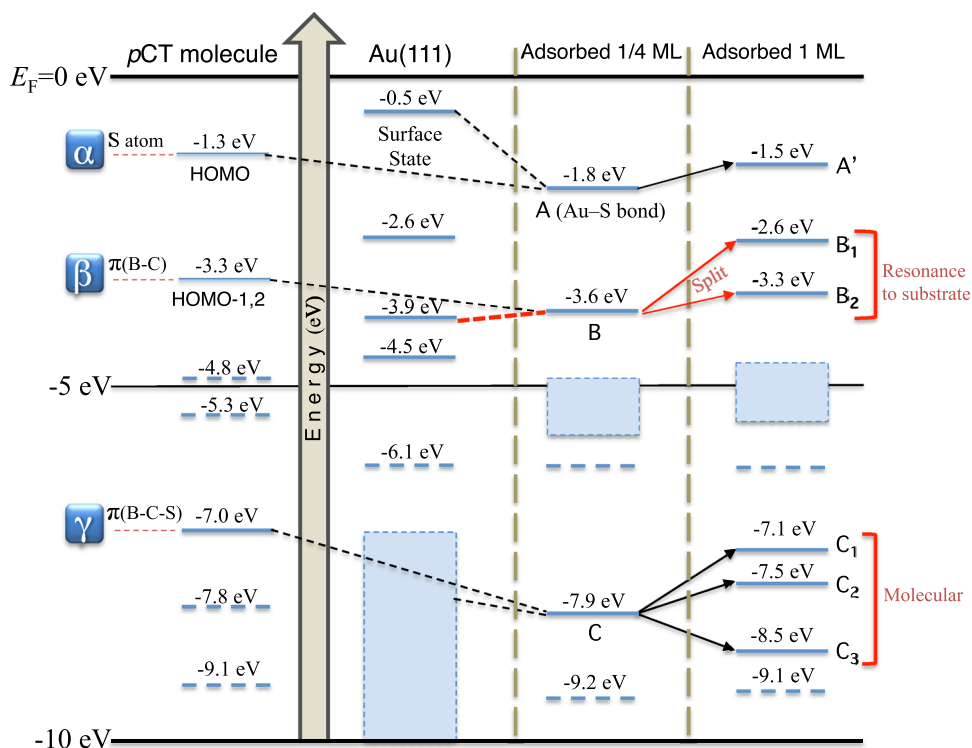 pCT molecule
Au(111)
Adsorbed 1/4 ML
Adsorbed 1 ML
EF=0 eV
-0.5 eV
Surface
State
α
S atom
-1.3 eV
HOMO
-1.8 eV
A (Au–S bond)
-1.5 eV
A'
-2.6 eV
-2.6 eV
B1
β
π(B-C)
-3.3 eV
HOMO-1,2
-3.9 eV
-3.6 eV
B
Split
-3.3 eV
B2
Resonance
to substrate
-4.5 eV
-4.8 eV
-5 eV
-5.3 eV
Energy (eV)
-6.1 eV
γ
π(B-C-S)
-7.0 eV
-7.1 eV
C1
-7.5 eV
C2
Molecular
-7.8 eV
-7.9 eV
C
-8.5 eV
C3
-9.1 eV
-9.2 eV
-9.1 eV
-10 eV